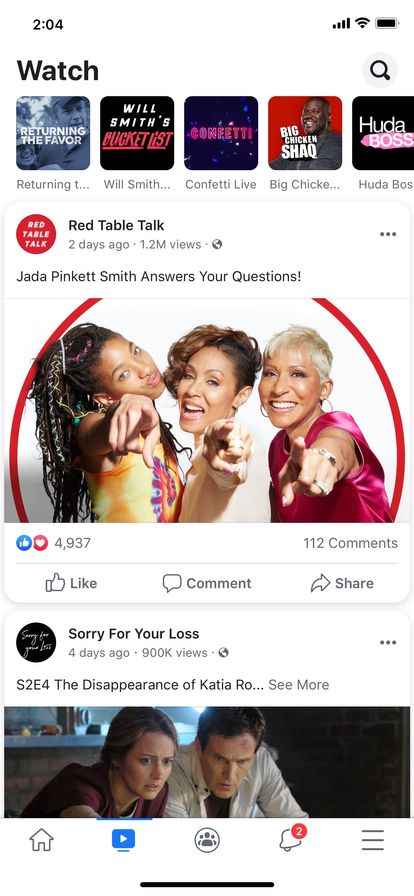 2:04
Watch
RETURNING
THE FAVOR
WILL
SMITH'S
BUCKET LIST
CONFETTI
BIG
CHICKEN
SHAQ
Huda
BOSS
Returning t...
Will Smith...
Confetti Live
Big Chicke...
Huda Bos
RED
TABLE
TALK
Red Table Talk
2 days ago · 1.2M views ·
Jada Pinkett Smith Answers Your Questions!
4,937
112 Comments
Like
Comment
Share
Sorry for
your loss
Sorry For Your Loss
4 days ago · 900K views ·
S2E4 The Disappearance of Katia Ro... See More
2